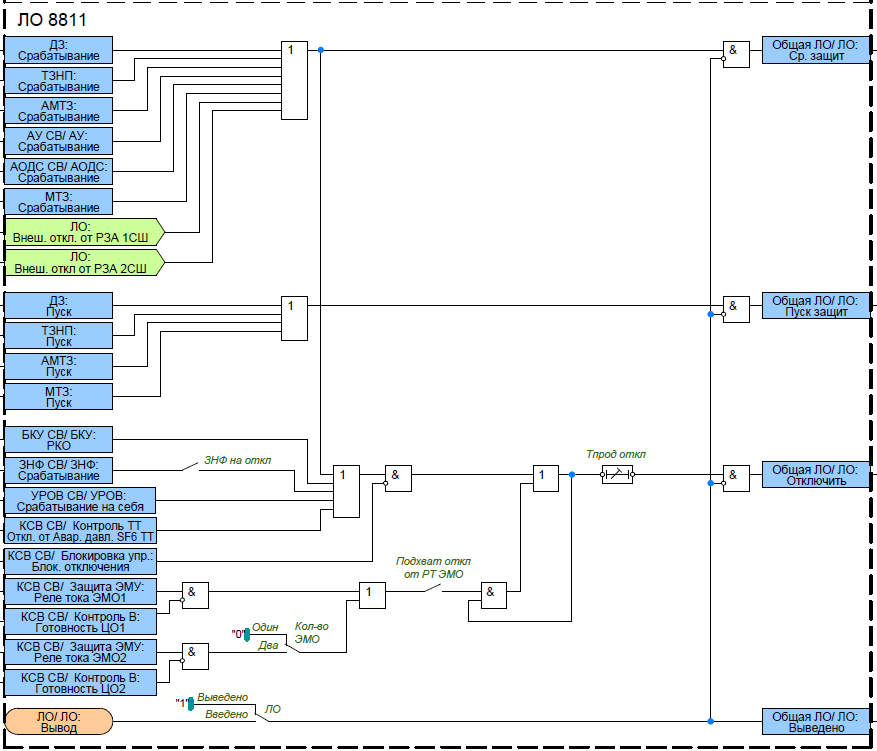 ЛО 8811
ДЗ:
Срабатывание
ТЗНП:
Срабатывание
АМТЗ:
Срабатывание
АУ СВ/ АУ:
Срабатывание
АОДС СВ/ АОДС:
Срабатывание
МТЗ:
Срабатывание
ЛО:
Внеш. откл. от РЗА 1СШ
ЛО:
Внеш. откл от РЗА 2СШ
1
&
Общая ЛО/ ЛО:
Ср. защит
ДЗ:
Пуск
ТЗНП:
Пуск
АМТЗ:
Пуск
МТЗ:
Пуск
1
&
Общая ЛО/ ЛО:
Пуск защит
БКУ СВ/ БКУ:
РКО
ЗНФ СВ/ ЗНФ:
Срабатывание
ЗНФ на откл
УРОВ СВ/ УРОВ:
Срабатывание на себя
КСВ СВ/ Контроль ТТ
Откл. от Авар. давл. SF6 ТТ
КСВ СВ/ Блокировка упр.:
Блок. отключения
1
&
1
Тпрод откл
&
Общая ЛО/ ЛО:
Отключить
КСВ СВ/ Защита ЭМУ:
Реле тока ЭМО1
КСВ СВ/ Контроль В:
Готовность ЦО1
&
1
Подхват откл
от РТ ЭМО
&
КСВ СВ/ Защита ЭМУ:
Реле тока ЭМО2
КСВ СВ/ Контроль В:
Готовность ЦО2
&
"0"
Один
Два
Кол-во
ЭМО
ЛО/ ЛО:
Вывод
"1"
Выведено
Введено
ЛО
Общая ЛО/ ЛО:
Выведено